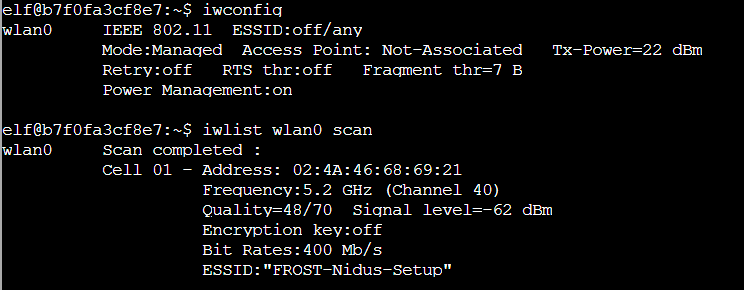 elf@b7f0fa3cf8e7:~$ iwconfig
wlan0     IEEE 802.11  ESSID:off/any
          Mode:Managed  Access Point: Not-Associated   Tx-Power=22 dBm
          Retry:off   RTS thr:off   Fragment thr=7 B
          Power Management:on

elf@b7f0fa3cf8e7:~$ iwlist wlan0 scan
wlan0     Scan completed :
          Cell 01 - Address: 02:4A:46:68:69:21
                    Frequency:5.2 GHz (Channel 40)
                    Quality=48/70  Signal level=-62 dBm
                    Encryption key:off
                    Bit Rates:400 Mb/s
                    ESSID:"FROST-Nidus-Setup"